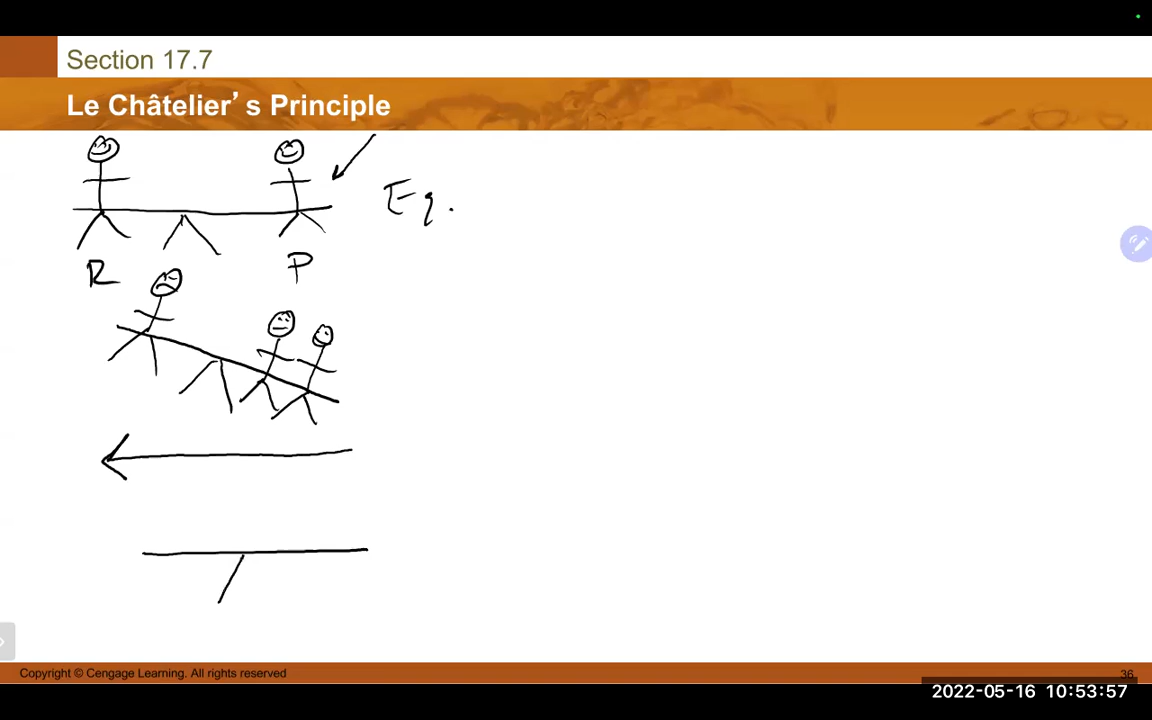 Section 17.7
Le Châtelier’s Principle
Eq.
R P
Copyright © Cengage Learning. All rights reserved
36
2022-05-16 10:53:57